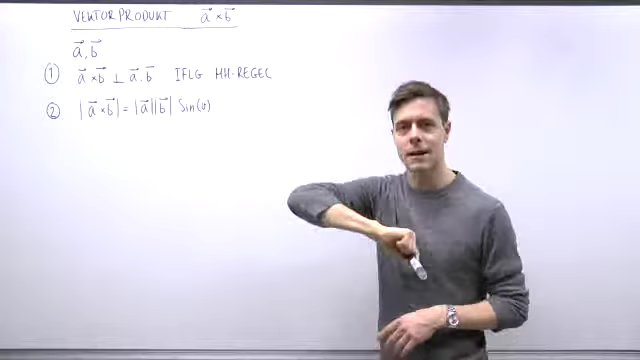 VEKTORPRODUKT a⃗ × b⃗
a⃗, b⃗
① a⃗ × b⃗ ⊥ a⃗, b⃗ IFLG HH-REGEL
② |a⃗ × b⃗| = |a⃗||b⃗| Sin(v)